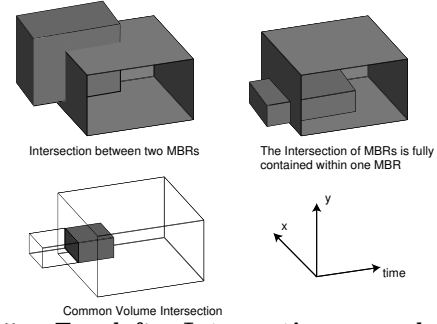 Intersection between two MBRs
The Intersection of MBRs is fully
contained within one MBR
y
x
time
Common Volume Intersection